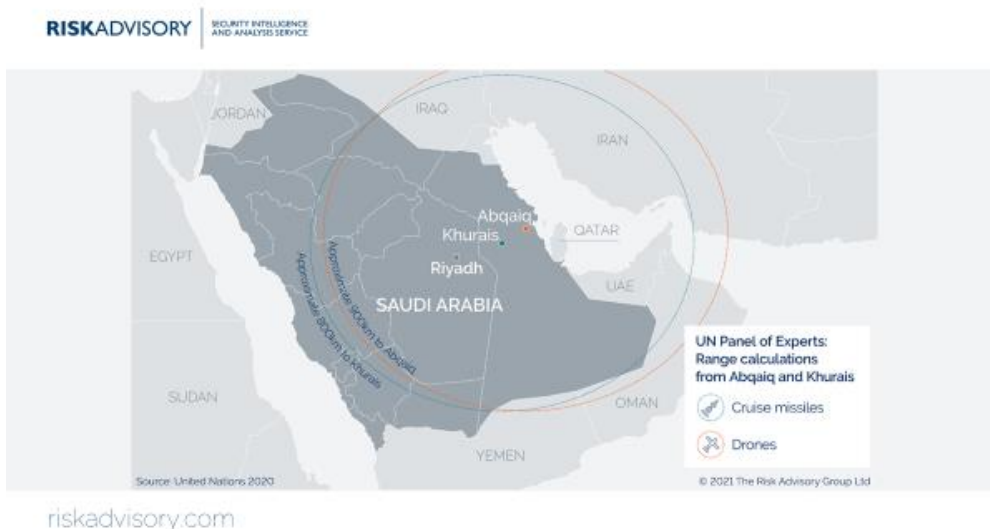 RISKADVISORY
SECURITY INTELLIGENCE
AND ANALYSIS SERVICE
JORDAN
IRAQ
IRAN
Abqaiq
Khurais
QATAR
EGYPT
Riyadh
UAE
SAUDI ARABIA
Approximate 900km to Abqaiq
Approximate 800km to Khurais
UN Panel of Experts:
Range calculations
from Abqaiq and Khurais
Cruise missiles
Drones
SUDAN
OMAN
YEMEN
Source: United Nations 2020
© 2021 The Risk Advisory Group Ltd
riskadvisory.com